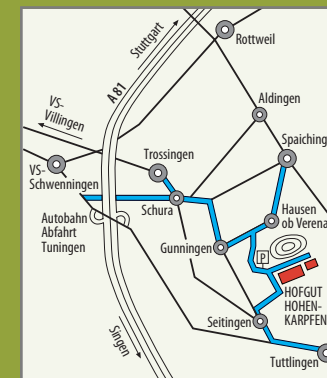 Stuttgart
Rottweil
A 81
VS-
Villingen
Aldingen
Spaiching
Trossingen
VS-
Schwenningen
Schura
Hausen
ob Verena
Autobahn
Abfahrt
Tuningen
Gunningen
P
HOFGUT
HOHEN-
KARPFEN
Singen
Seitingen
Tuttlingen